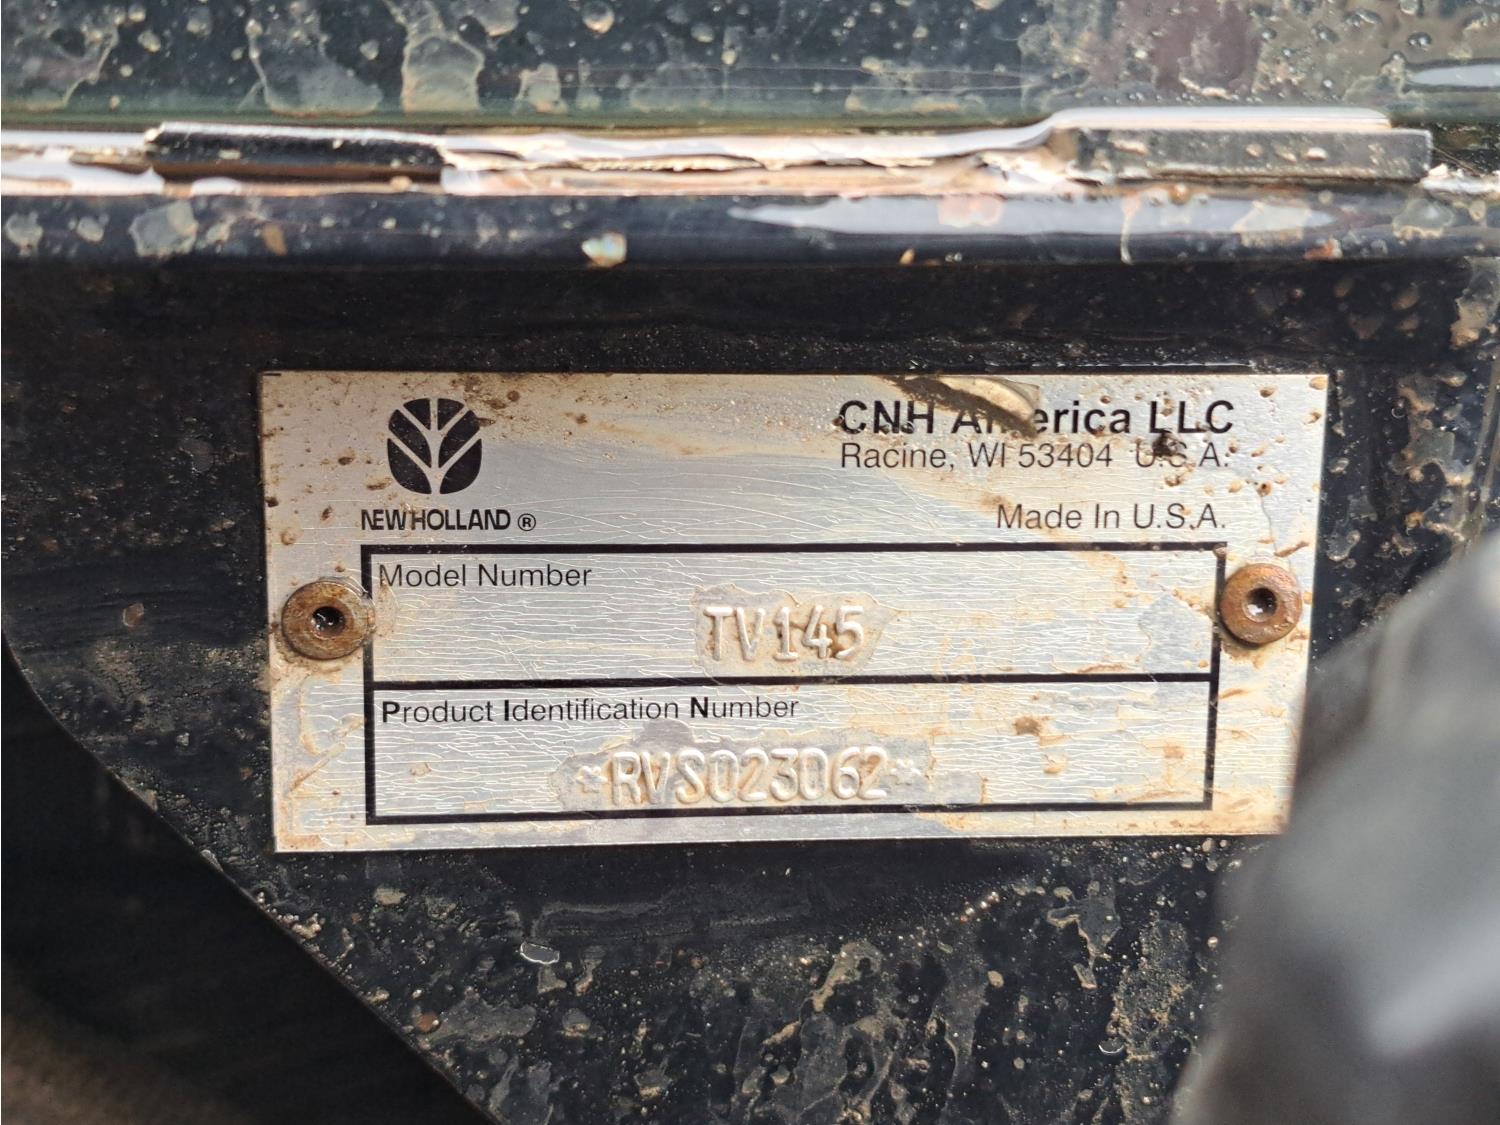 CNH America LLC
Racine, WI 53404 U.S.A.
NEW HOLLAND ®
Made In U.S.A.
Model Number
TV145
Product Identification Number
*RVS023062*